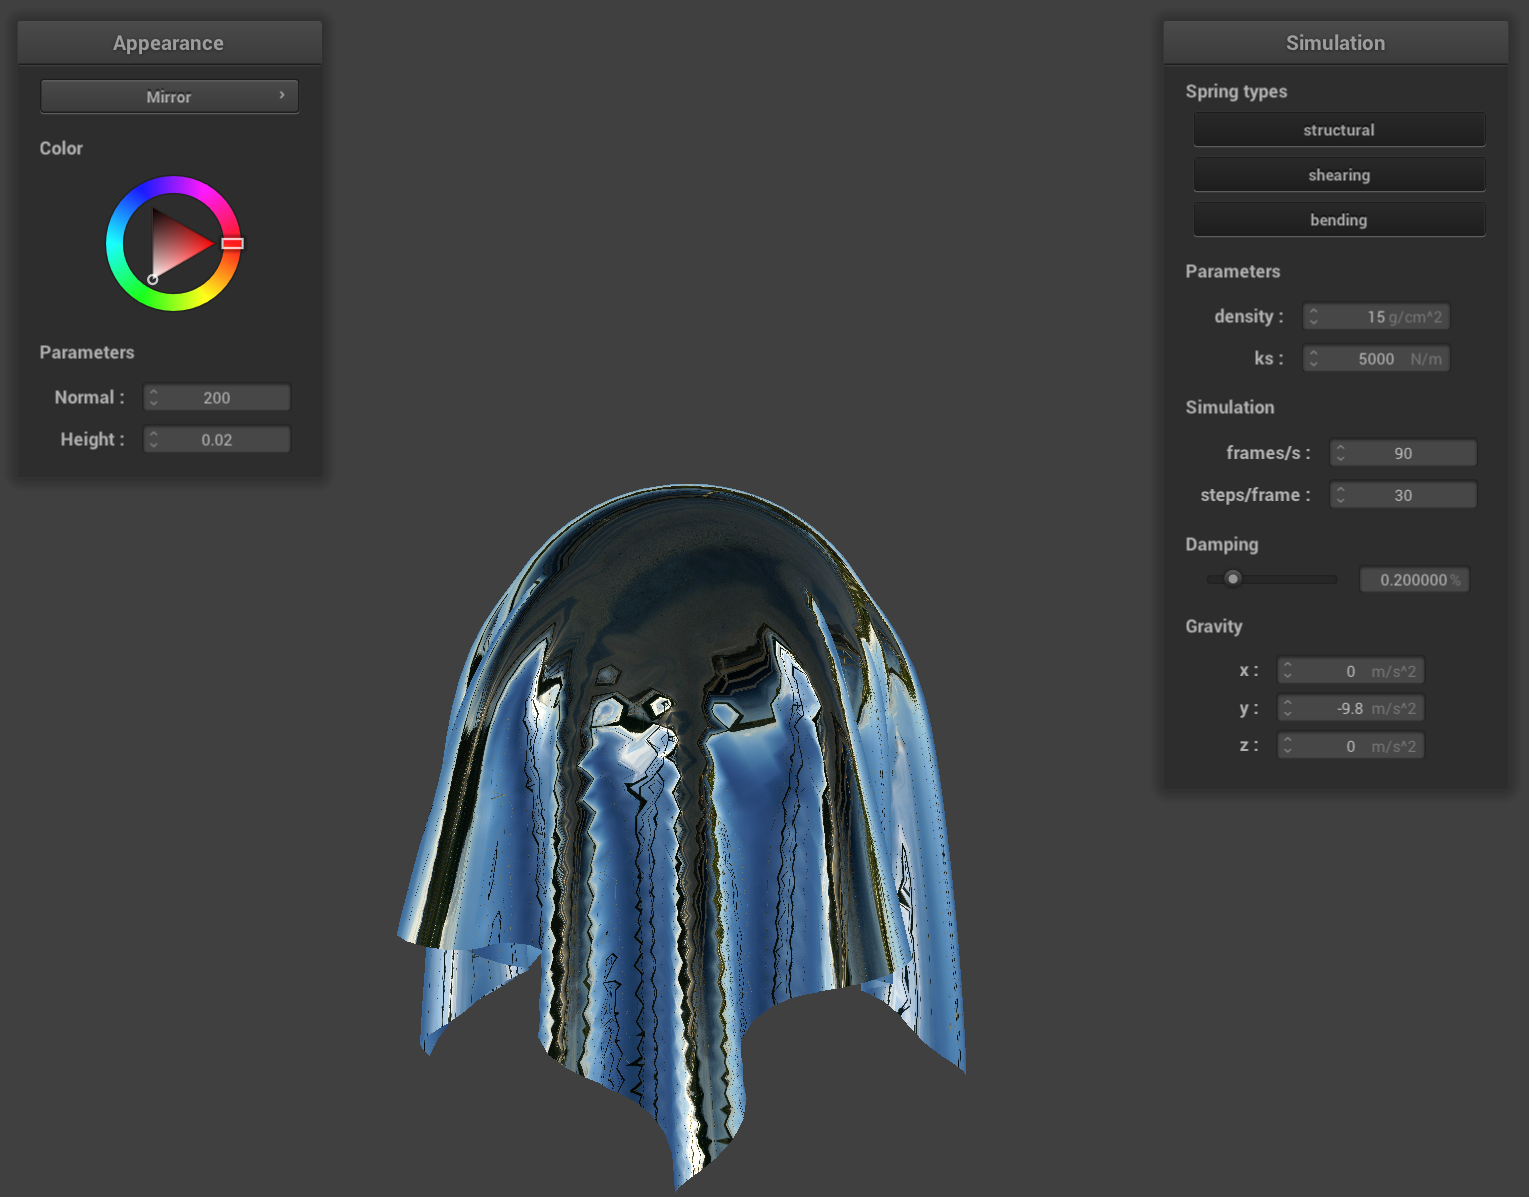 Appearance
Mirror
Color
Parameters
Normal : 200
Height : 0.02
Simulation
Spring types
structural
shearing
bending
Parameters
density : 15 g/cm^2
ks : 5000 N/m
Simulation
frames/s : 90
steps/frame : 30
Damping
0.200000 %
Gravity
x : 0 m/s^2
y : -9.8 m/s^2
z : 0 m/s^2